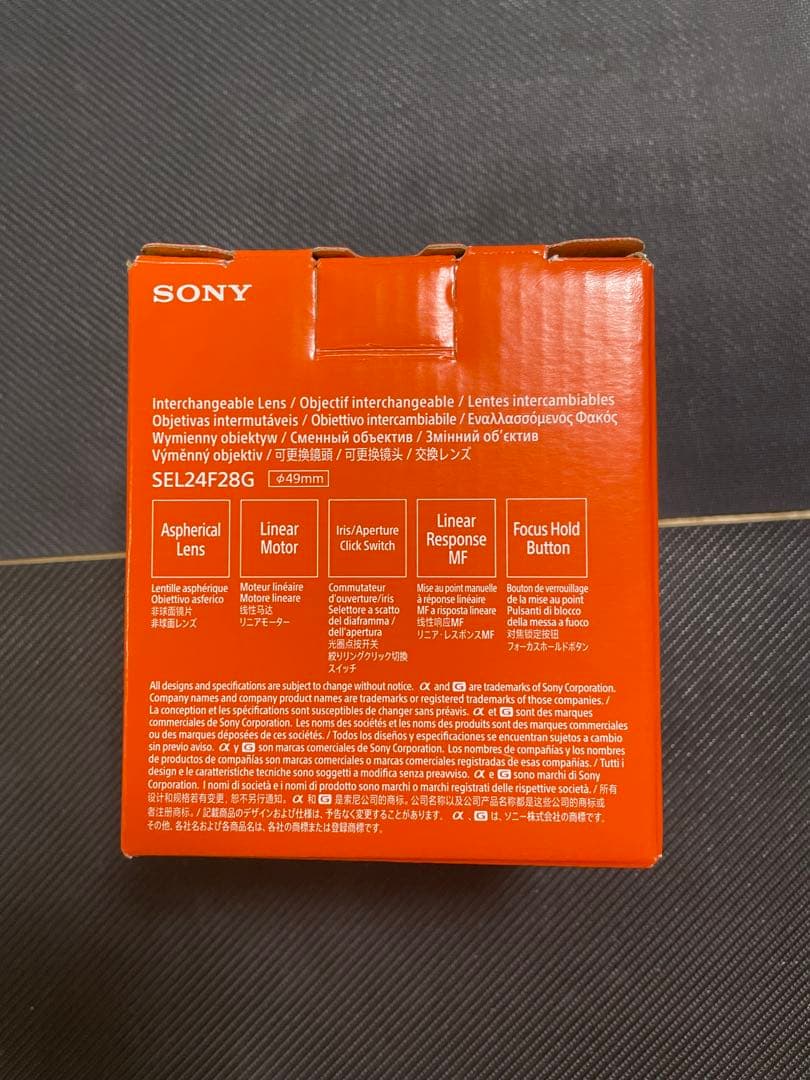 SONY
Interchangeable Lens / Objectif interchangeable / Lentes intercambiables
Objetivas intermutáveis / Obiettivo intercambiabile / Εναλλασσόμενος Φακός
Wymienny obiektyw / Сменный объектив / Змінний об'єктив
Výměnný objektiv / 可更換鏡頭 / 可更换镜头 / 交換レンズ
SEL24F28G ϕ49mm
Aspherical
Lens
Lentille asphérique
Obiettivo asferico
非球面镜片
非球面レンズ
Linear
Motor
Moteur linéaire
Motore lineare
线性马达
リニアモーター
Iris/Aperture
Click Switch
Commutateur
d'ouverture/iris
Selettore a scatto
del diaframma /
dell'apertura
光圈点按开关
絞りリングクリック切換
スイッチ
Linear
Response
MF
Mise au point manuelle
à réponse linéaire
MF a risposta lineare
线性响应MF
リニア・レスポンスMF
Focus Hold
Button
Bouton de verrouillage
de la mise au point
Pulsanti di blocco
della messa a fuoco
对焦锁定按钮
フォーカスホールドボタン
All designs and specifications are subject to change without notice. α and G are trademarks of Sony Corporation.
Company names and company product names are trademarks or registered trademarks of those companies. /
La conception et les spécifications sont susceptibles de changer sans préavis. α et G sont des marques
commerciales de Sony Corporation. Les noms des sociétés et les noms des produits sont des marques commerciales
ou des marques déposées de ces sociétés. / Todos los diseños y especificaciones se encuentran sujetos a cambio
sin previo aviso. α y G son marcas comerciales de Sony Corporation. Los nombres de compañías y los nombres
de productos de compañías son marcas comerciales o marcas comerciales registradas de esas compañías. / Tutti i
design e le caratteristiche tecniche sono soggetti a modifica senza preavviso. α e G sono marchi di Sony
Corporation. I nomi di società e i nomi di prodotto sono marchi o marchi registrati delle rispettive società. / 所有
设计和规格若有变更，恕不另行通知。α 和 G 是索尼公司的商标。公司名称以及公司产品名称都是这些公司的商标或
者注册商标。/ 記載商品のデザインおよび仕様は、予告なく変更することがあります。 α 、G は、ソニー株式会社の商標です。
その他、各社名および各商品名は、各社の商標または登録商標です。